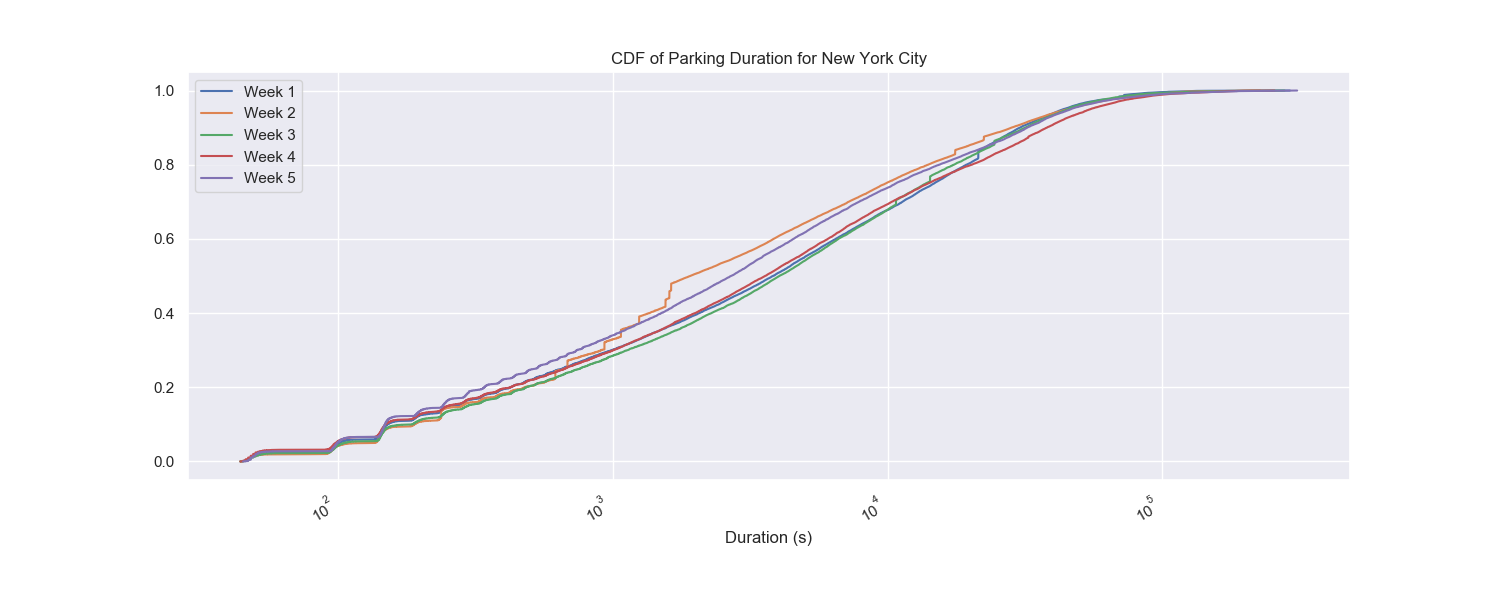 CDF of Parking Duration for New York City
Week 1
Week 2
Week 3
Week 4
Week 5
1.0
0.8
0.6
0.4
0.2
0.0
10^2 10^3 10^4 10^5
Duration (s)